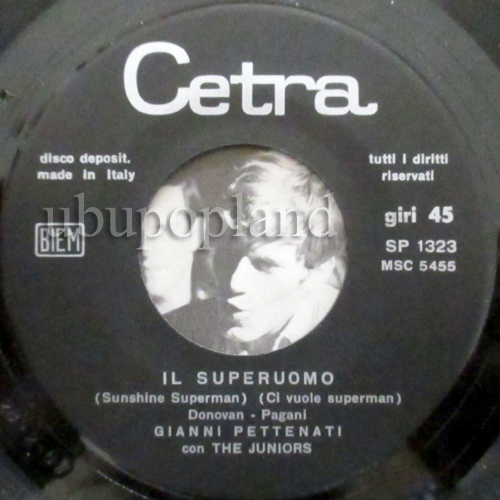 Cetra
disco deposit.
made in Italy
tutti i diritti
riservati
ubupopland
BIEM
giri 45
SP 1323
MSC 5455
IL SUPERUOMO
(Sunshine Superman) (Ci vuole superman)
Donovan - Pagani
GIANNI PETTENATI
con THE JUNIORS